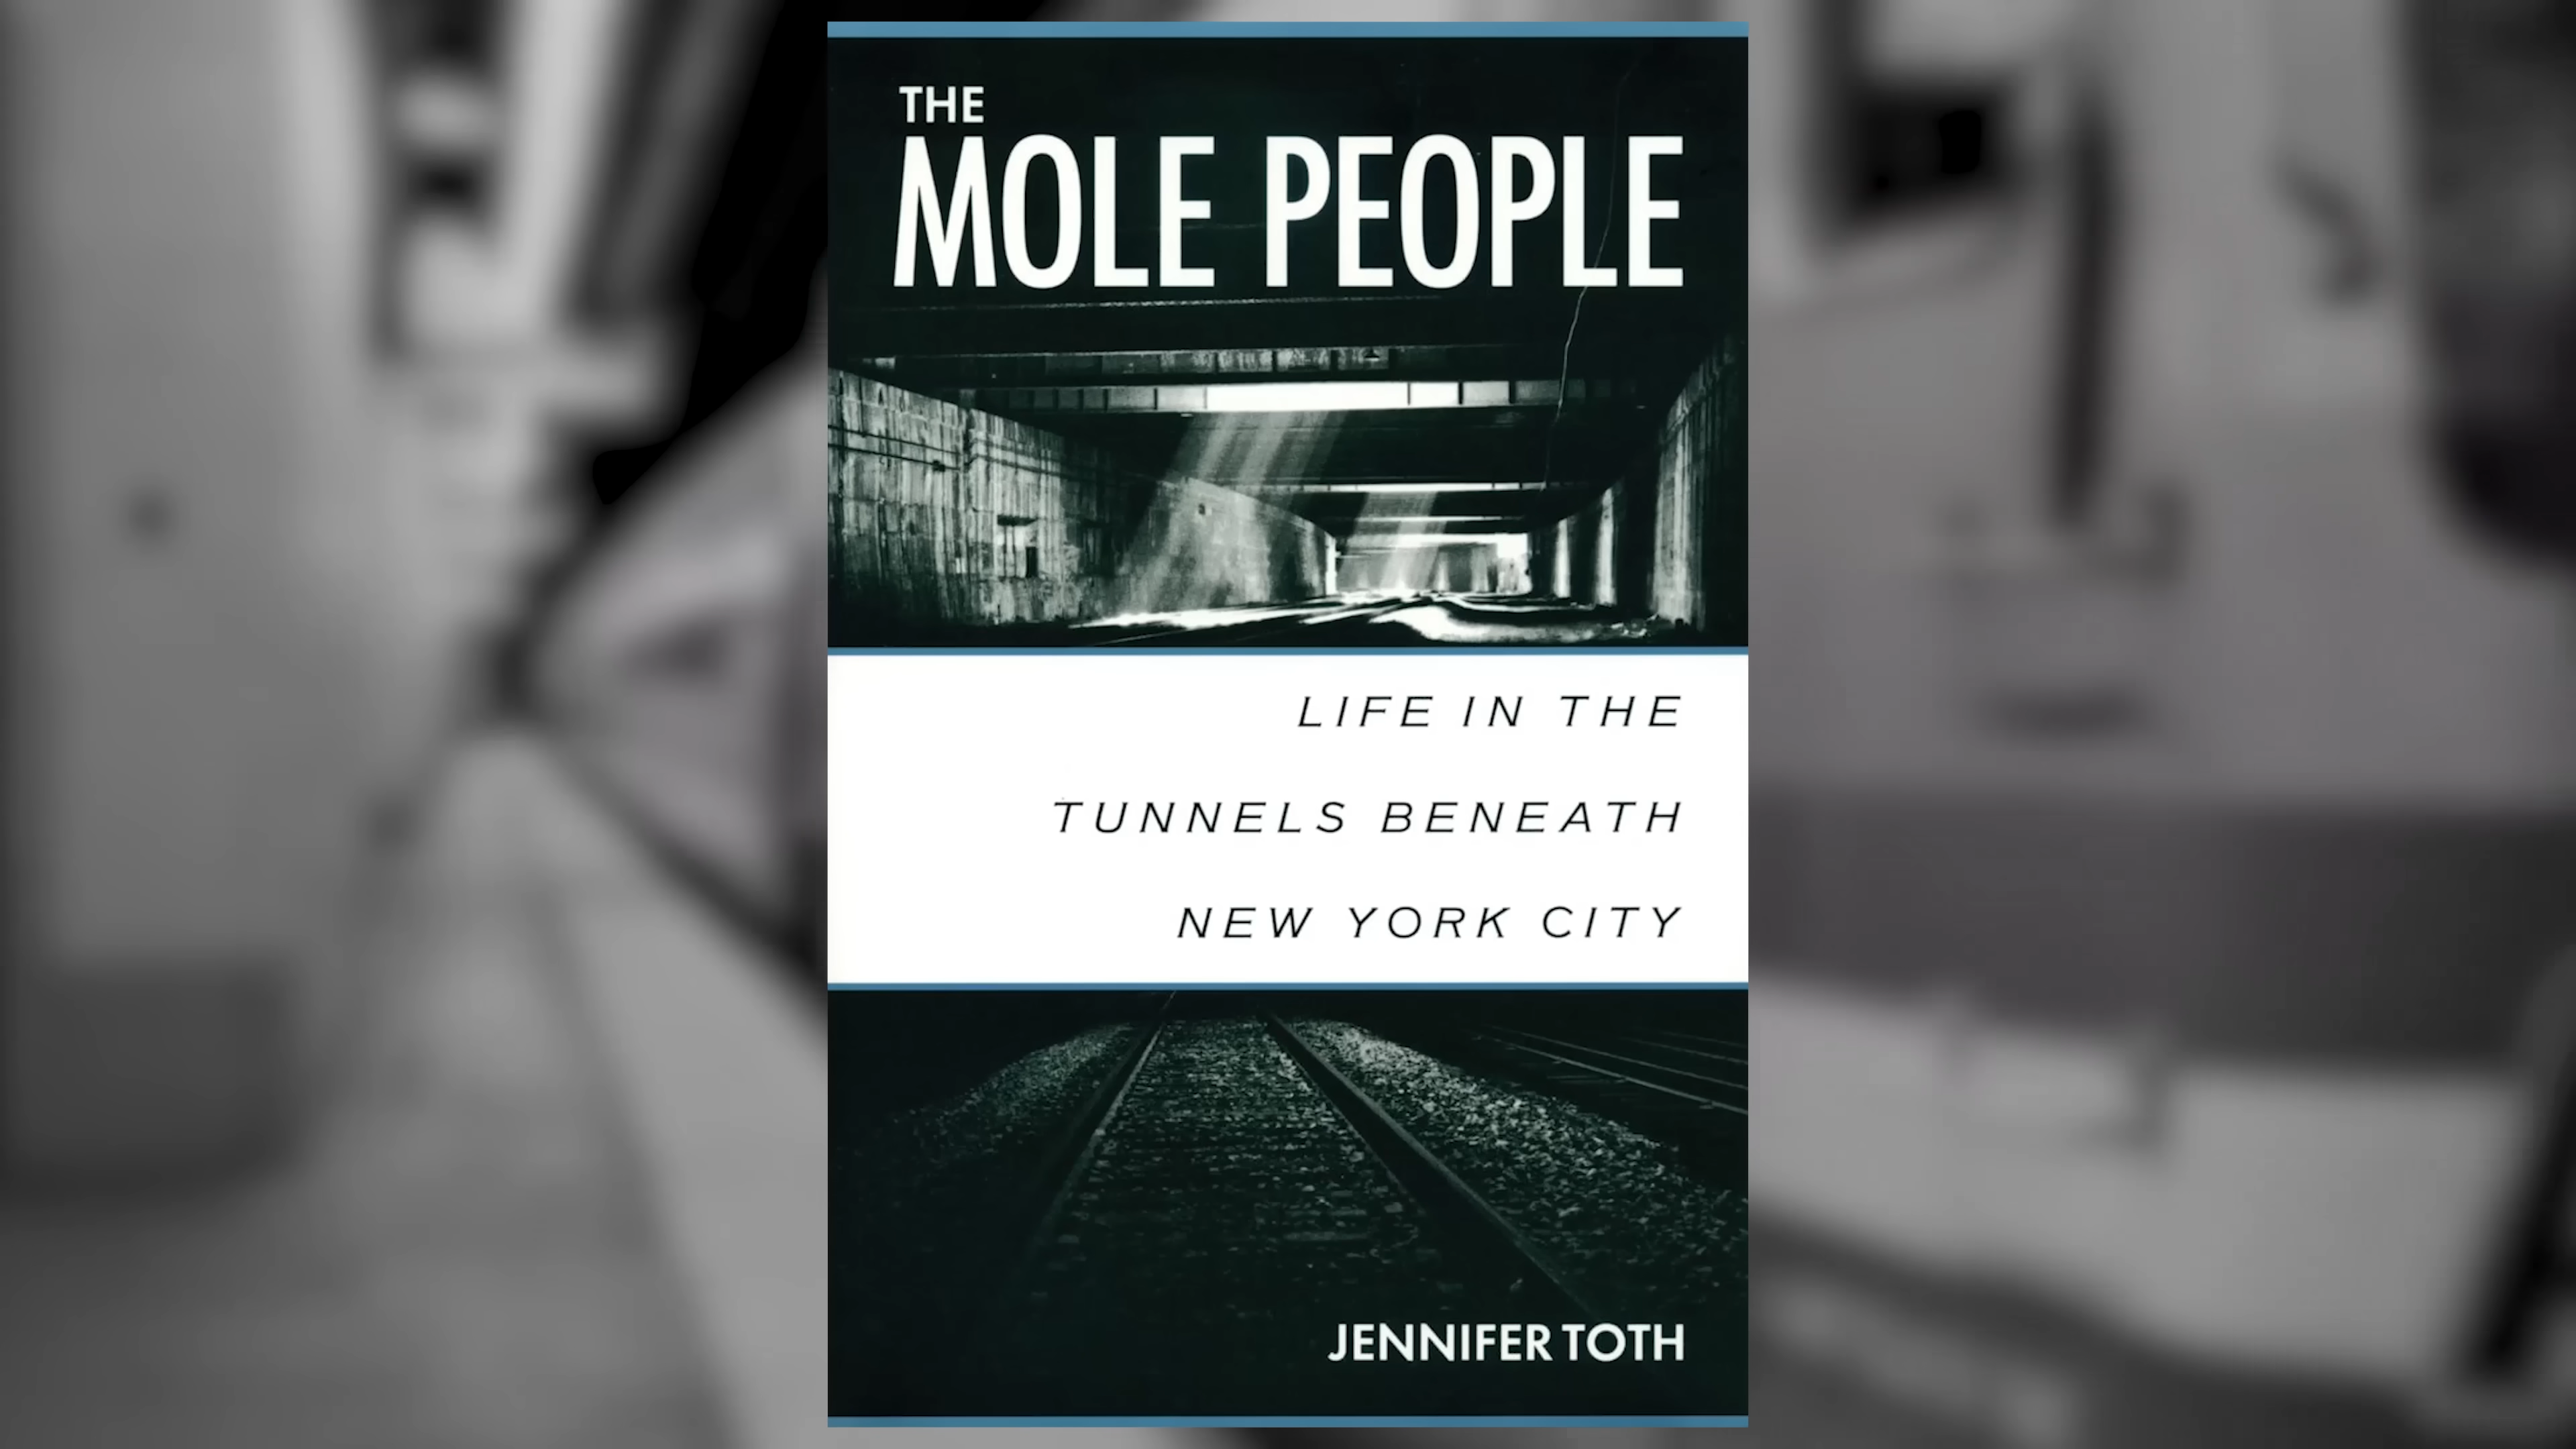 THE
MOLE PEOPLE
LIFE IN THE
TUNNELS BENEATH
NEW YORK CITY
JENNIFER TOTH